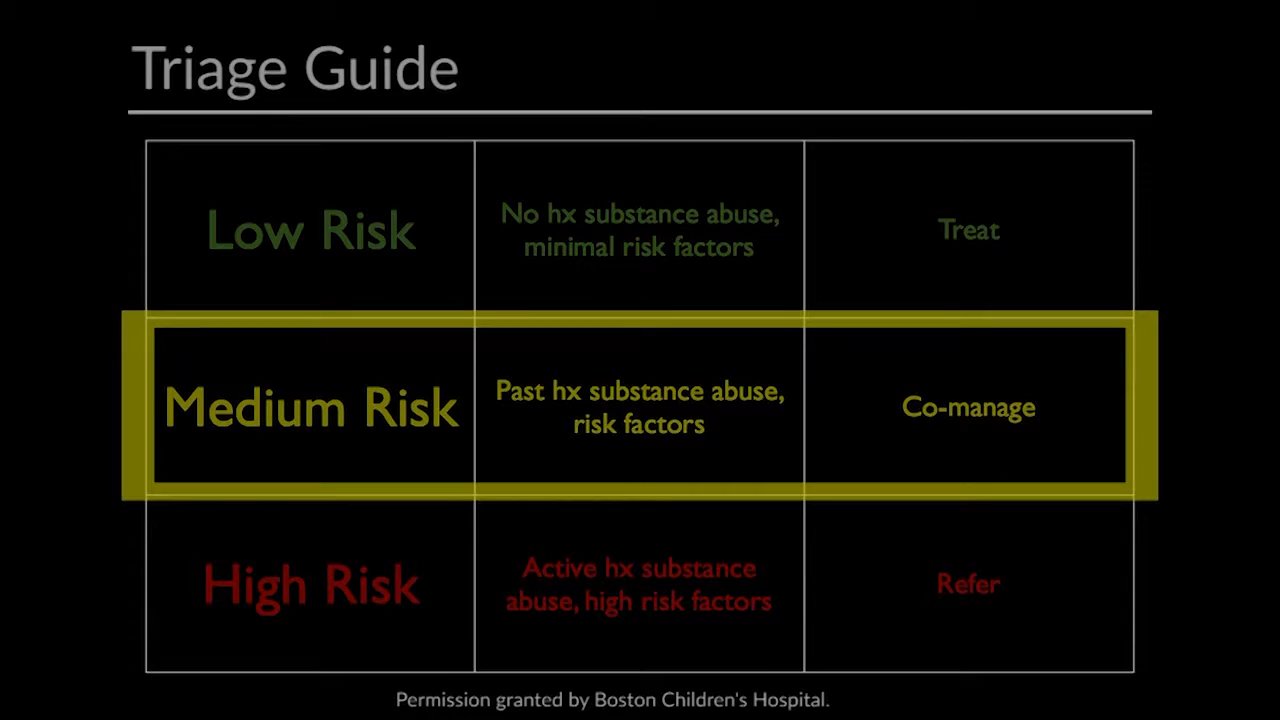 Triage Guide
Low Risk
No hx substance abuse,
minimal risk factors
Treat
Medium Risk
Past hx substance abuse,
risk factors
Co-manage
High Risk
Active hx substance
abuse, high risk factors
Refer
Permission granted by Boston Children's Hospital.